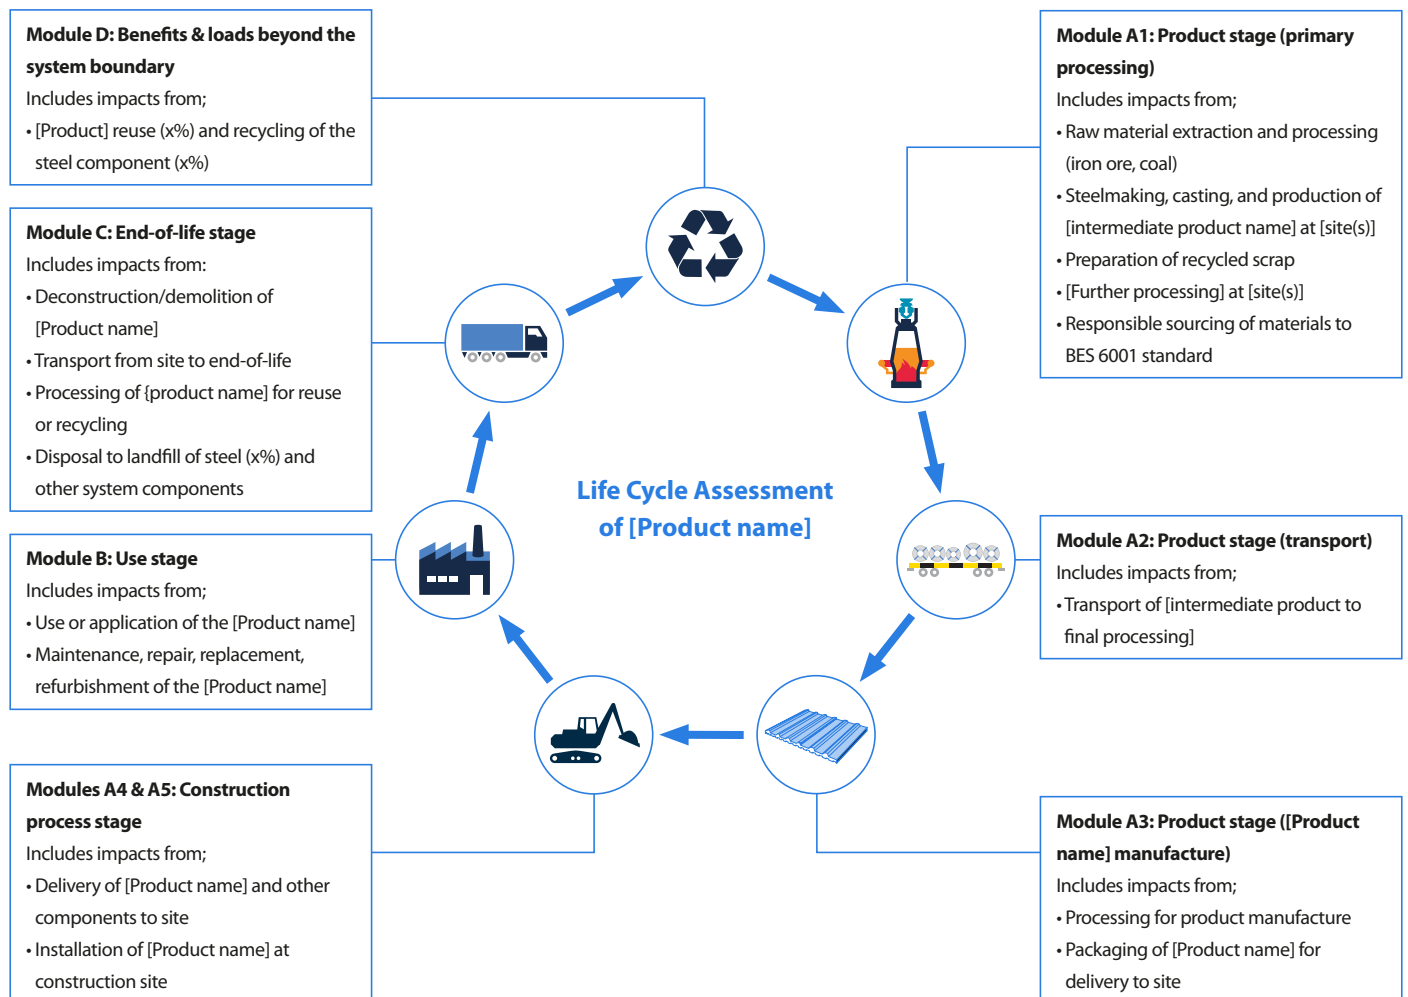 Module D: Benefits & loads beyond the
system boundary
Includes impacts from;
• [Product] reuse (x%) and recycling of the
steel component (x%)
Module C: End-of-life stage
Includes impacts from:
• Deconstruction/demolition of
[Product name]
• Transport from site to end-of-life
• Processing of {product name] for reuse
or recycling
• Disposal to landfill of steel (x%) and
other system components
Module B: Use stage
Includes impacts from;
• Use or application of the [Product name]
• Maintenance, repair, replacement,
refurbishment of the [Product name]
Modules A4 & A5: Construction
process stage
Includes impacts from;
• Delivery of [Product name] and other
components to site
• Installation of [Product name] at
construction site
Life Cycle Assessment
of [Product name]
Module A1: Product stage (primary
processing)
Includes impacts from;
• Raw material extraction and processing
(iron ore, coal)
• Steelmaking, casting, and production of
[intermediate product name] at [site(s)]
• Preparation of recycled scrap
• [Further processing] at [site(s)]
• Responsible sourcing of materials to
BES 6001 standard
Module A2: Product stage (transport)
Includes impacts from;
• Transport of [intermediate product to
final processing]
Module A3: Product stage ([Product
name] manufacture)
Includes impacts from;
• Processing for product manufacture
• Packaging of [Product name] for
delivery to site